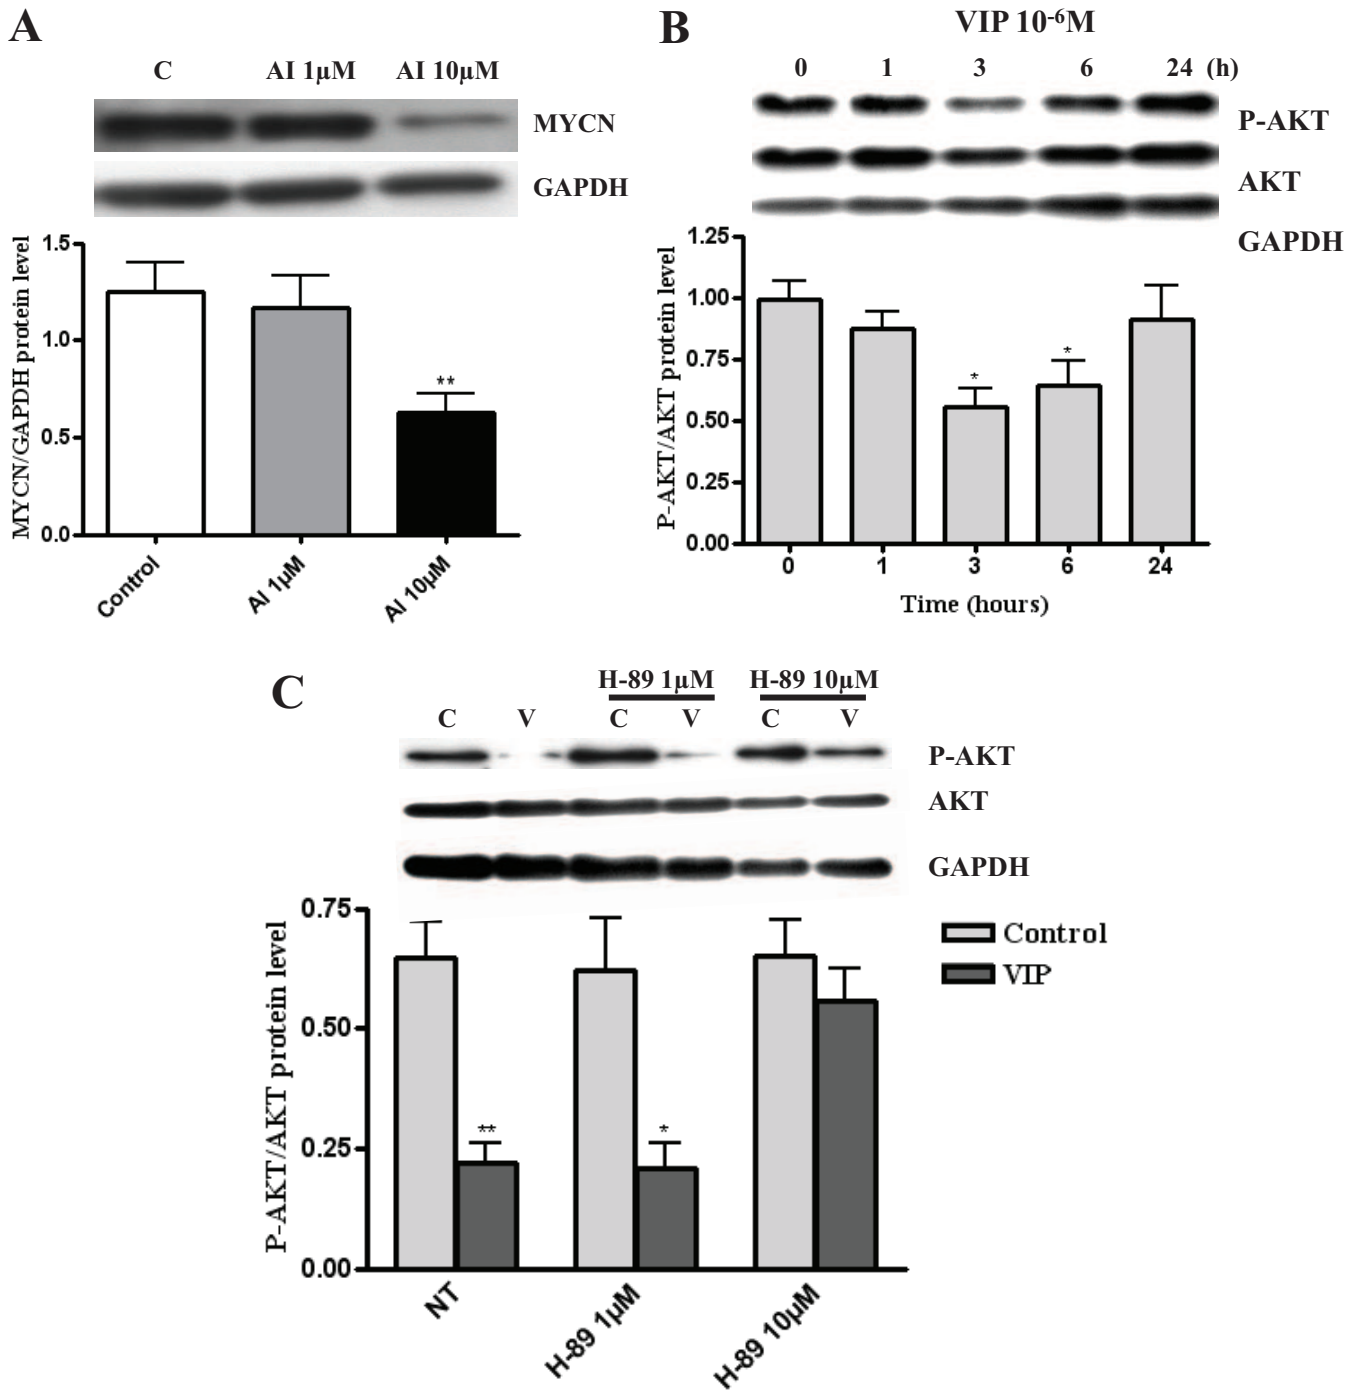 A
C AI 1µM AI 10µM
MYCN
GAPDH
MYCN/GAPDH protein level
1.5
1.0
0.5
0.0
**
Control AI 1µM AI 10µM
B
VIP 10-6M
0 1 3 6 24 (h)
P-AKT
AKT
GAPDH
P-AKT/AKT protein level
1.25
1.00
0.75
0.50
0.25
0.00
* *
0 1 3 6 24
Time (hours)
C
H-89 1µM H-89 10µM
C V C V C V
P-AKT
AKT
GAPDH
P-AKT/AKT protein level
0.75
0.50
0.25
0.00
** *
Control
VIP
NT H-89 1µM H-89 10µM